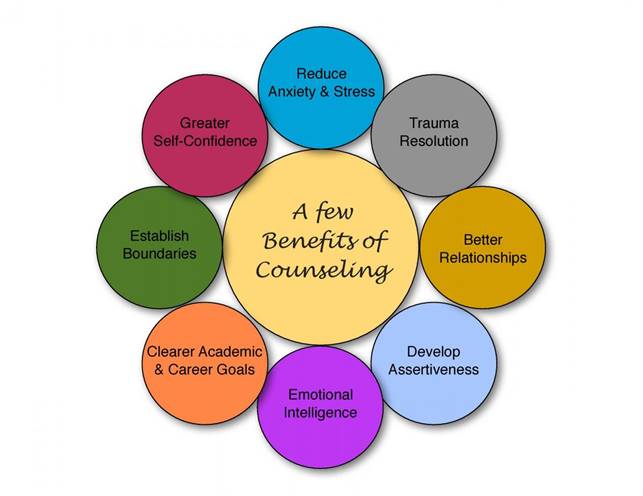 A few
Benefits of
Counseling
Reduce
Anxiety & Stress
Trauma
Resolution
Better
Relationships
Develop
Assertiveness
Emotional
Intelligence
Clearer Academic
& Career Goals
Establish
Boundaries
Greater
Self-Confidence